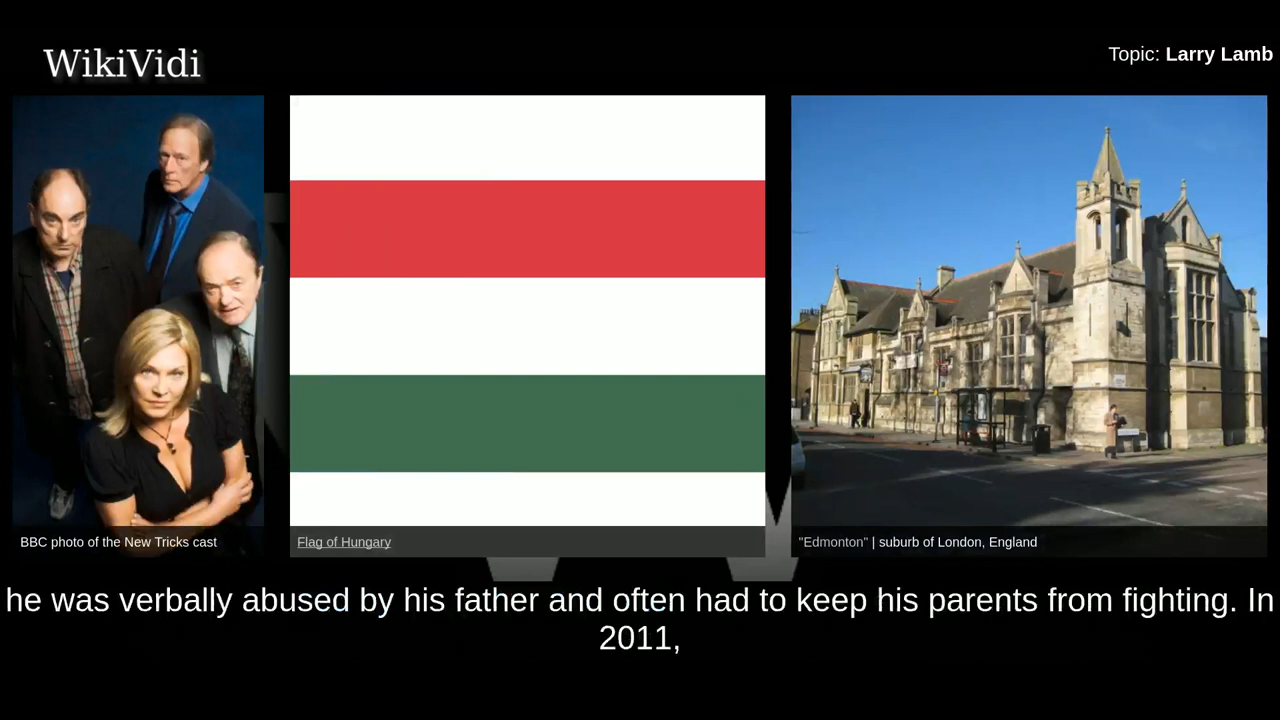 WikiVidi
Topic: Larry Lamb
BBC photo of the New Tricks cast
Flag of Hungary
"Edmonton" | suburb of London, England
he was verbally abused by his father and often had to keep his parents from fighting. In
2011,